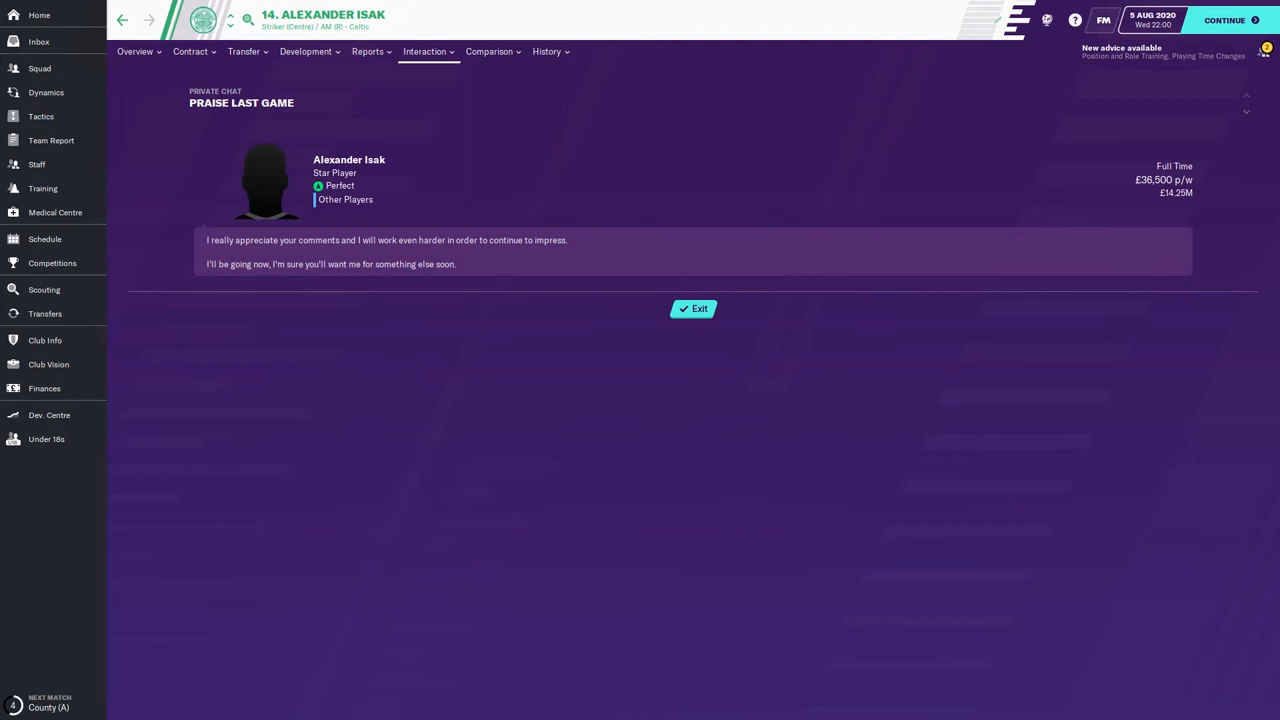 14. ALEXANDER ISAK
Striker (Centre) / AM (R) - Celtic
FM
5 AUG 2020
Wed 22:00
CONTINUE
Overview
Contract
Transfer
Development
Reports
Interaction
Comparison
History
New advice available
Position and Role Training, Playing Time Changes
2
Home
Inbox
Squad
Dynamics
Tactics
Team Report
Staff
Training
Medical Centre
Schedule
Competitions
Scouting
Transfers
Club Info
Club Vision
Finances
Dev. Centre
Under 18s
PRIVATE CHAT
PRAISE LAST GAME
Alexander Isak
Star Player
Perfect
Other Players
Full Time
£36,500 p/w
£14.25M
I really appreciate your comments and I will work even harder in order to continue to impress.
I'll be going now, I'm sure you'll want me for something else soon.
Exit
4
NEXT MATCH
County (A)